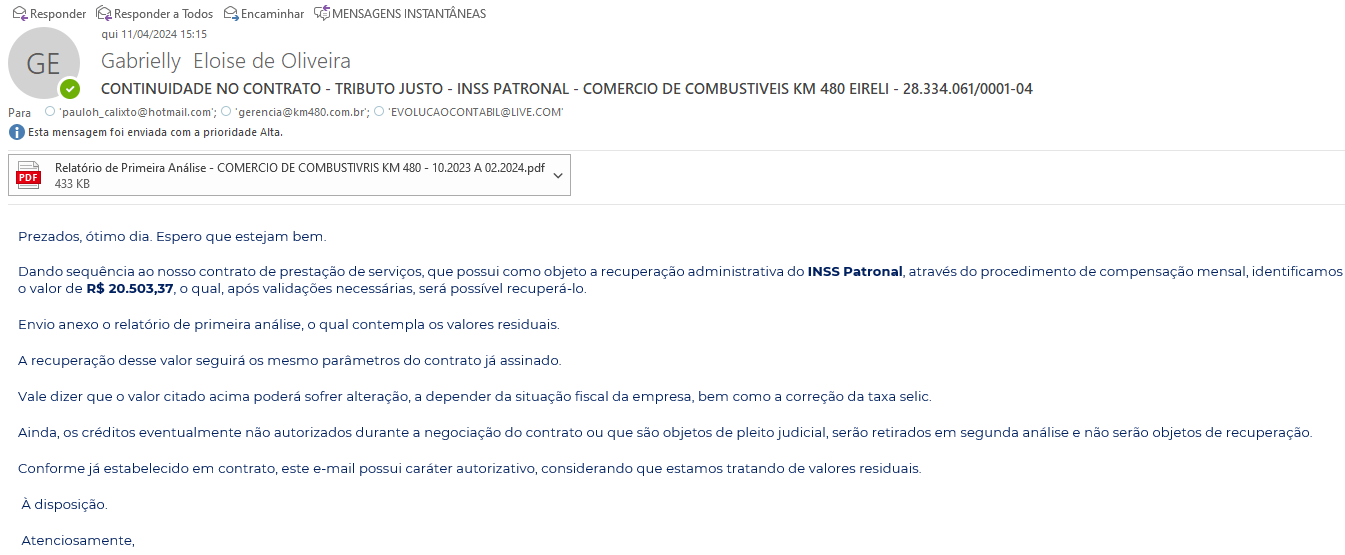 Responder Responder a Todos Encaminhar MENSAGENS INSTANTÂNEAS
qui 11/04/2024 15:15
GE
Gabrielly Eloise de Oliveira
CONTINUIDADE NO CONTRATO - TRIBUTO JUSTO - INSS PATRONAL - COMERCIO DE COMBUSTIVEIS KM 480 EIRELI - 28.334.061/0001-04
Para 'pauloh_calixto@hotmail.com'; 'gerencia@km480.com.br'; 'EVOLUCAOCONTABIL@LIVE.COM'
Esta mensagem foi enviada com a prioridade Alta.
Relatório de Primeira Análise - COMERCIO DE COMBUSTIVRIS KM 480 - 10.2023 A 02.2024.pdf
PDF
433 KB
Prezados, ótimo dia. Espero que estejam bem.
Dando sequência ao nosso contrato de prestação de serviços, que possui como objeto a recuperação administrativa do INSS Patronal, através do procedimento de compensação mensal, identificamos
o valor de R$ 20.503,37, o qual, após validações necessárias, será possível recuperá-lo.
Envio anexo o relatório de primeira análise, o qual contempla os valores residuais.
A recuperação desse valor seguirá os mesmo parâmetros do contrato já assinado.
Vale dizer que o valor citado acima poderá sofrer alteração, a depender da situação fiscal da empresa, bem como a correção da taxa selic.
Ainda, os créditos eventualmente não autorizados durante a negociação do contrato ou que são objetos de pleito judicial, serão retirados em segunda análise e não serão objetos de recuperação.
Conforme já estabelecido em contrato, este e-mail possui caráter autorizativo, considerando que estamos tratando de valores residuais.
À disposição.
Atenciosamente,